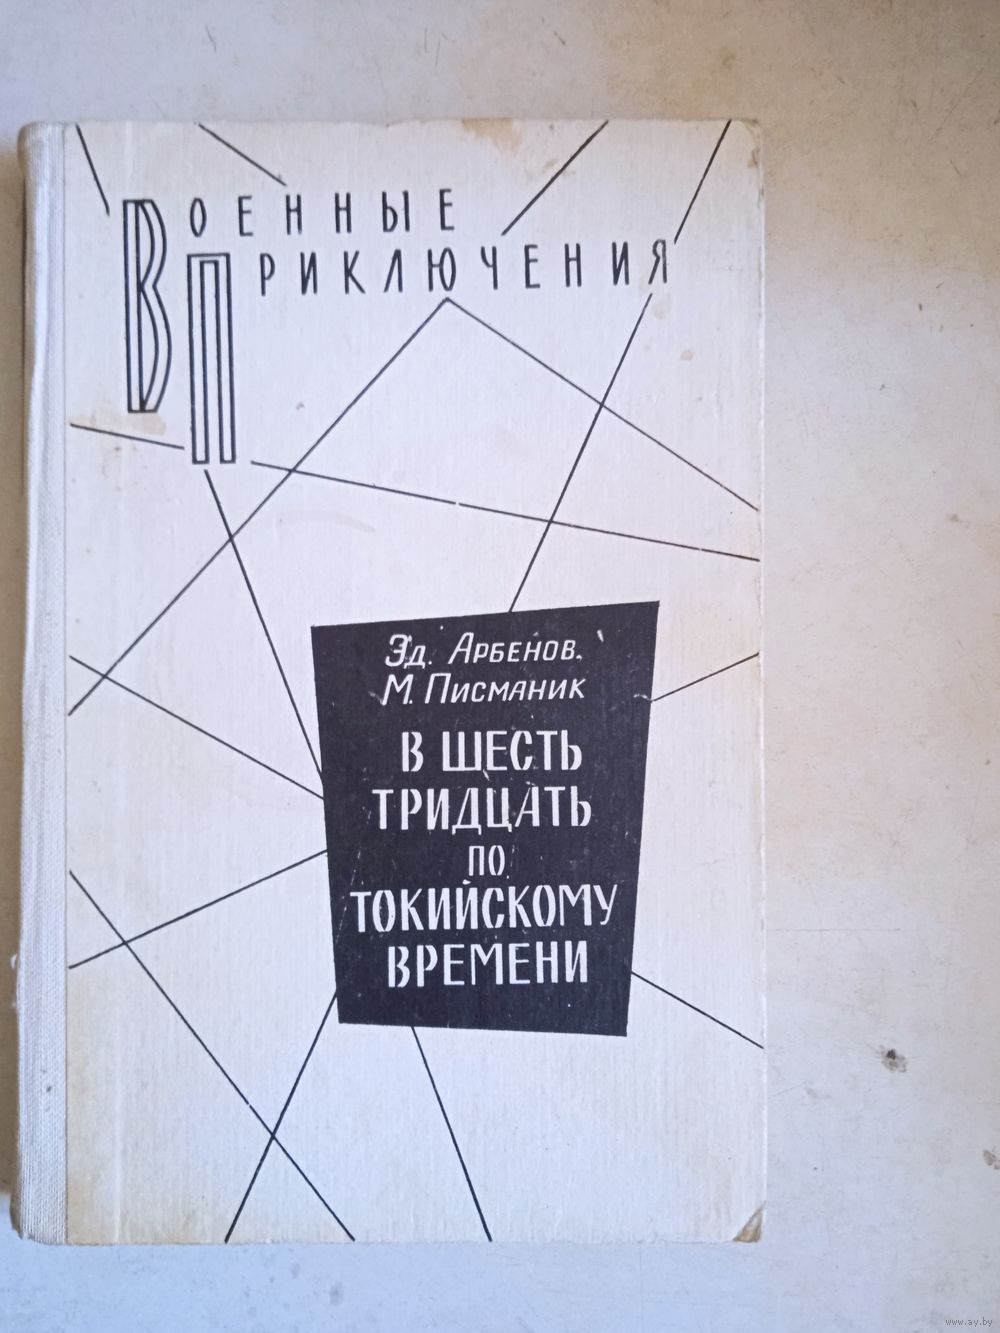 ВОЕННЫЕ
ПРИКЛЮЧЕНИЯ
Эд. Арбенов.
М. Писманик
В ШЕСТЬ
ТРИДЦАТЬ
ПО
ТОКИЙСКОМУ
ВРЕМЕНИ
www.ay.by